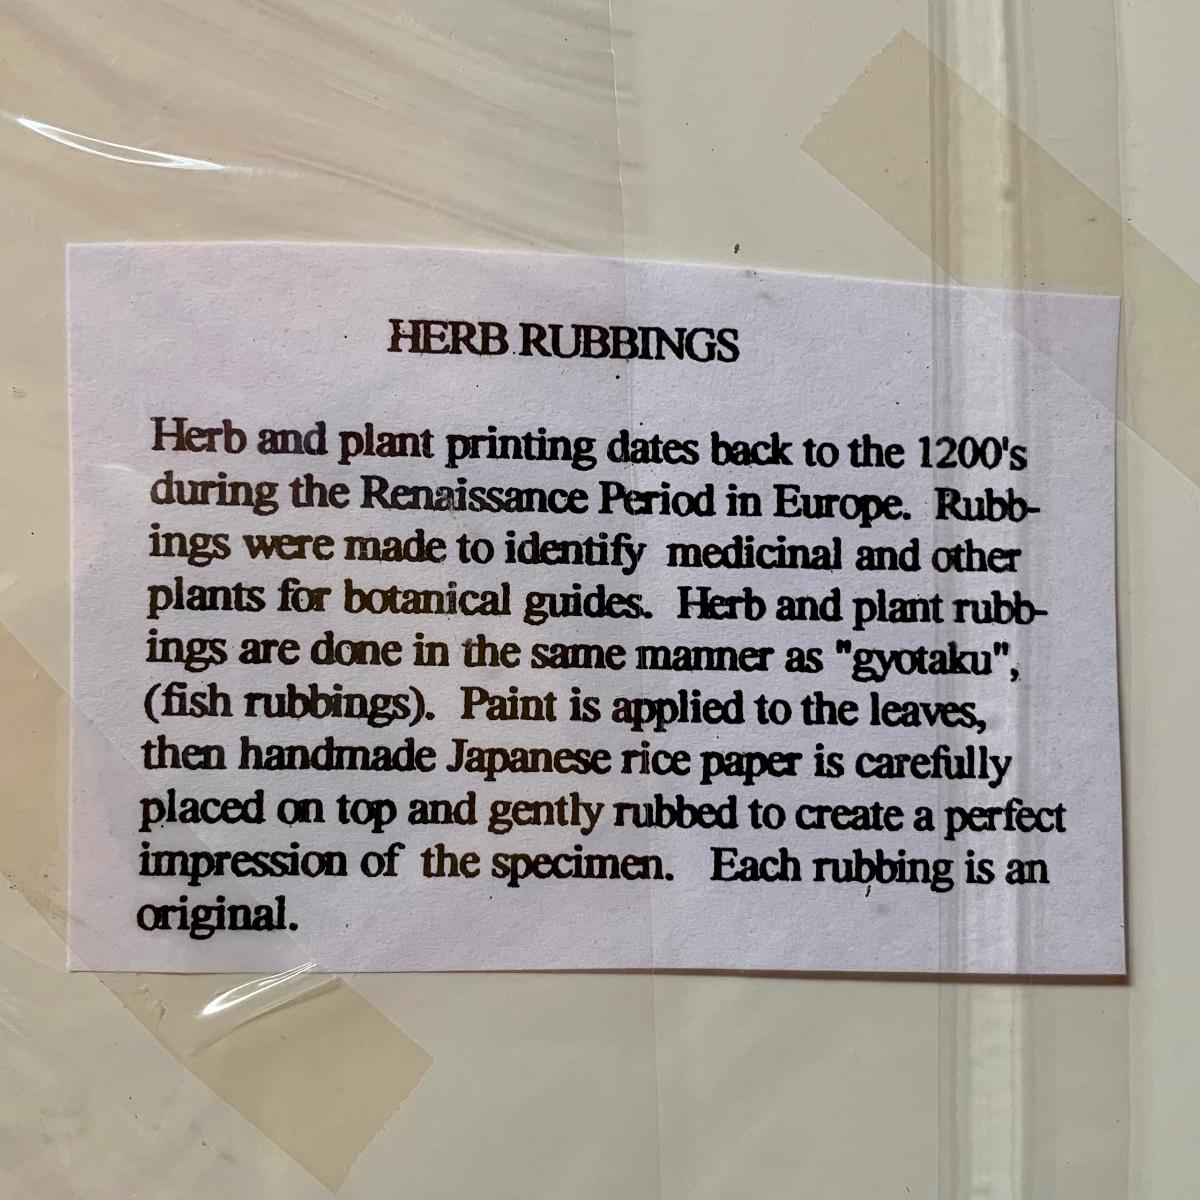 HERB RUBBINGS
Herb and plant printing dates back to the 1200's
during the Renaissance Period in Europe.  Rubb-
ings were made to identify  medicinal and other
plants for botanical guides.  Herb and plant rubb-
ings are done in the same manner as "gyotaku",
(fish rubbings).  Paint is applied to the leaves,
then handmade Japanese rice paper is carefully
placed on top and gently rubbed to create a perfect
impression of  the specimen.   Each rubbing is an
original.